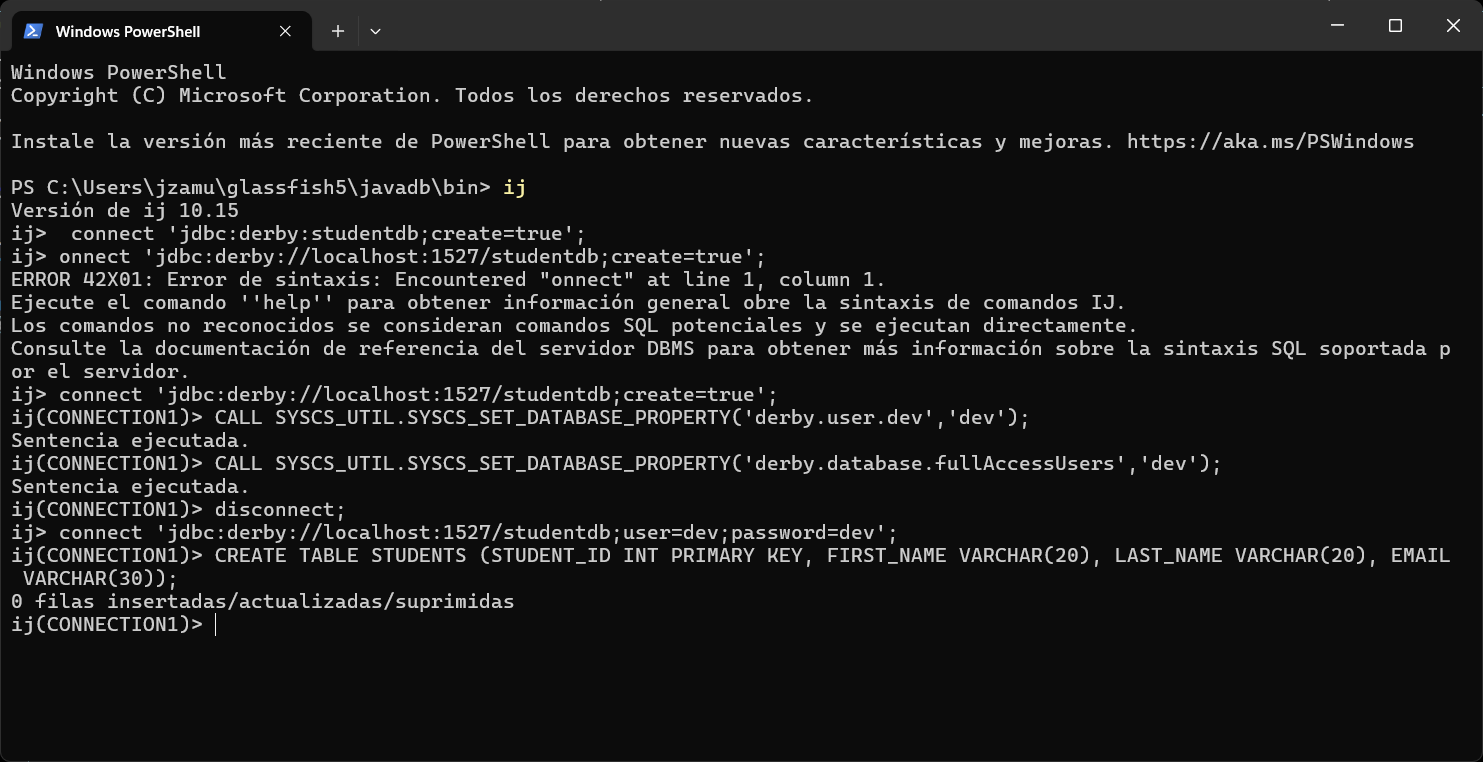 Windows PowerShell
Windows PowerShell
Copyright (C) Microsoft Corporation. Todos los derechos reservados.
Instale la versión más reciente de PowerShell para obtener nuevas características y mejoras. https://aka.ms/PSWindows
PS C:\Users\jzamu\glassfish5\javadb\bin> ij
Versión de ij 10.15
ij>  connect 'jdbc:derby:studentdb;create=true';
ij> onnect 'jdbc:derby://localhost:1527/studentdb;create=true';
ERROR 42X01: Error de sintaxis: Encountered "onnect" at line 1, column 1.
Ejecute el comando ''help'' para obtener información general obre la sintaxis de comandos IJ.
Los comandos no reconocidos se consideran comandos SQL potenciales y se ejecutan directamente.
Consulte la documentación de referencia del servidor DBMS para obtener más información sobre la sintaxis SQL soportada p
or el servidor.
ij> connect 'jdbc:derby://localhost:1527/studentdb;create=true';
ij(CONNECTION1)> CALL SYSCS_UTIL.SYSCS_SET_DATABASE_PROPERTY('derby.user.dev','dev');
Sentencia ejecutada.
ij(CONNECTION1)> CALL SYSCS_UTIL.SYSCS_SET_DATABASE_PROPERTY('derby.database.fullAccessUsers','dev');
Sentencia ejecutada.
ij(CONNECTION1)> disconnect;
ij> connect 'jdbc:derby://localhost:1527/studentdb;user=dev;password=dev';
ij(CONNECTION1)> CREATE TABLE STUDENTS (STUDENT_ID INT PRIMARY KEY, FIRST_NAME VARCHAR(20), LAST_NAME VARCHAR(20), EMAIL
 VARCHAR(30));
0 filas insertadas/actualizadas/suprimidas
ij(CONNECTION1)>